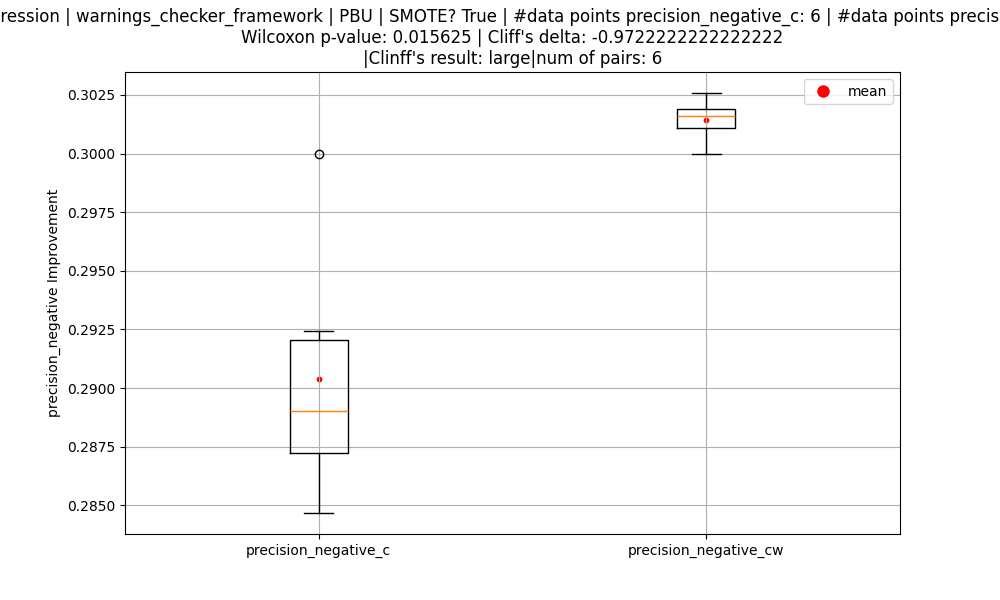 ression | warnings_checker_framework | PBU | SMOTE? True | #data points precision_negative_c: 6 | #data points precis
Wilcoxon p-value: 0.015625 | Cliff's delta: -0.9722222222222222
|Clinff's result: large|num of pairs: 6
mean
0.3025
0.3000
0.2975
0.2950
0.2925
0.2900
0.2875
0.2850
precision_negative Improvement
precision_negative_c
precision_negative_cw